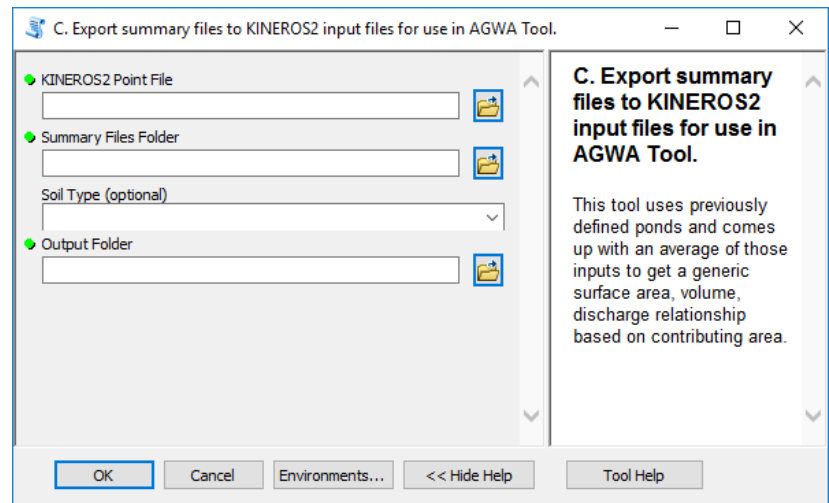 C. Export summary files to KINEROS2 input files for use in AGWA Tool.
KINEROS2 Point File
Summary Files Folder
Soil Type (optional)
Output Folder
C. Export summary
files to KINEROS2
input files for use in
AGWA Tool.
This tool uses previously
defined ponds and comes
up with an average of those
inputs to get a generic
surface area, volume,
discharge relationship
based on contributing area.
OK
Cancel
Environments...
<< Hide Help
Tool Help